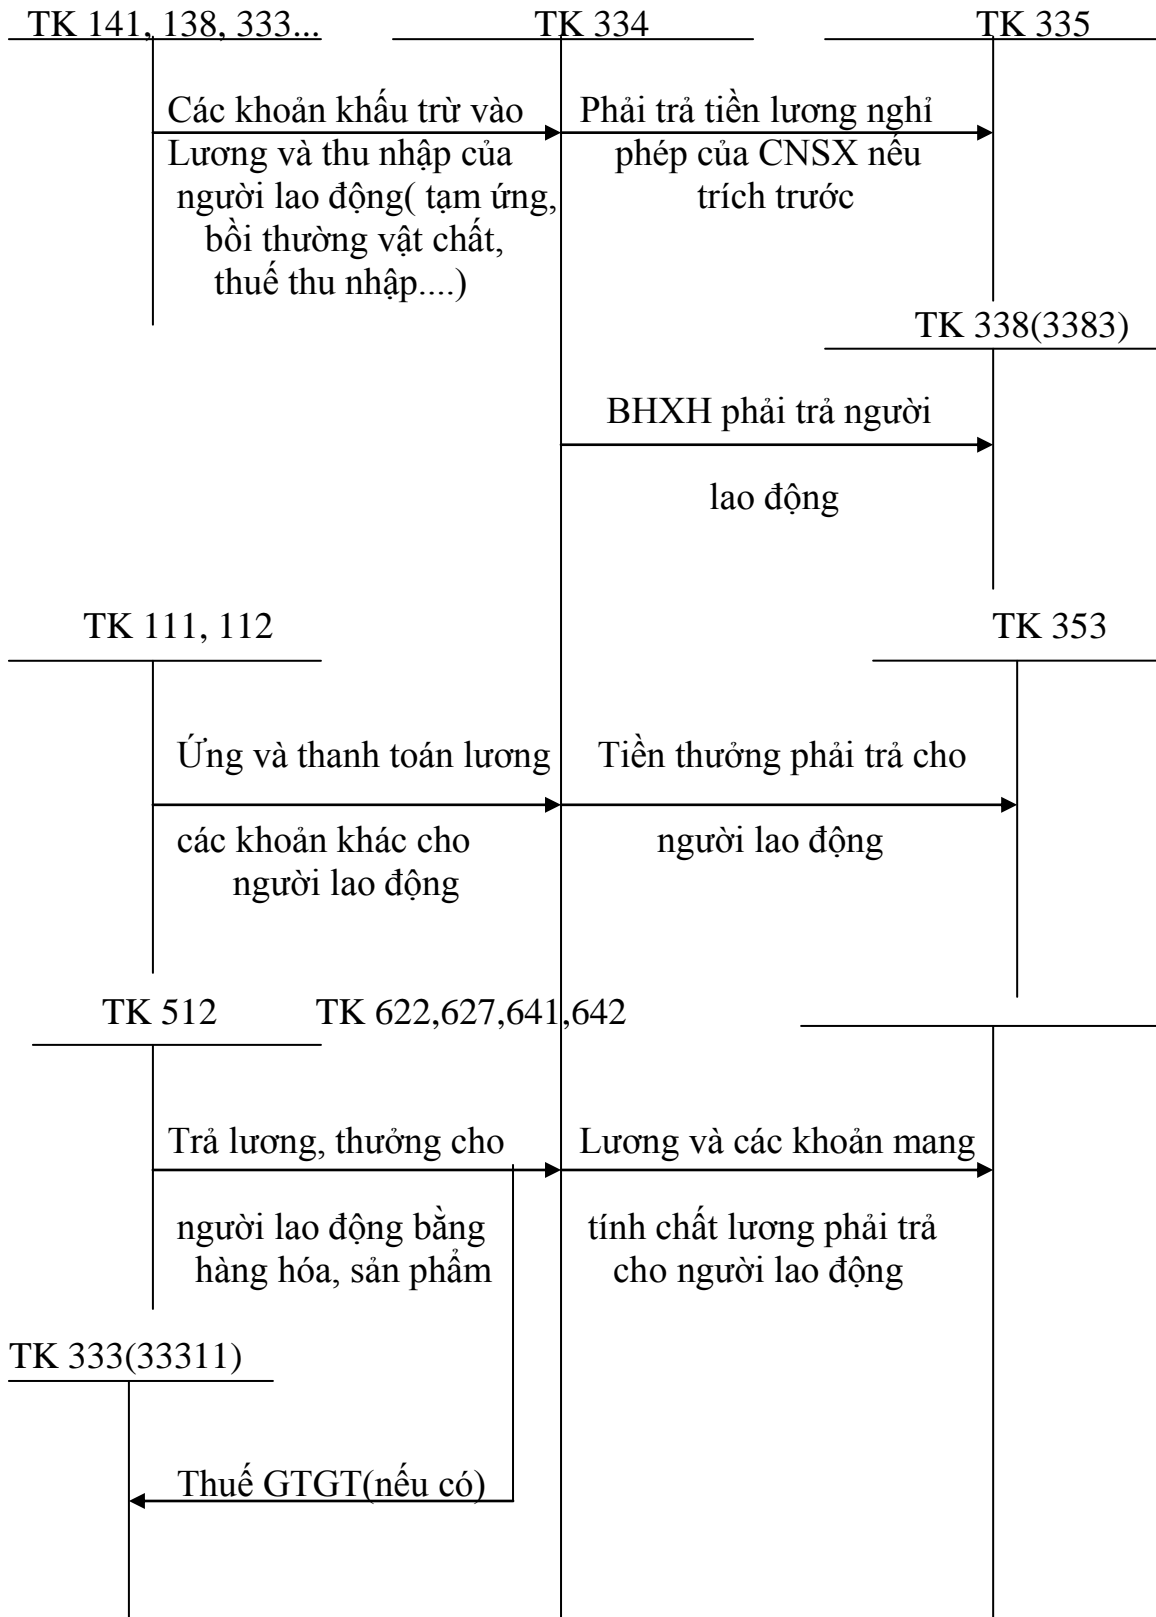 TK 141, 138, 333...
TK 334
TK 335
Các khoản khấu trừ vào
Lương và thu nhập của
người lao động( tạm ứng,
bồi thường vật chất,
thuế thu nhập....)
Phải trả tiền lương nghỉ
phép của CNSX nếu
trích trước
TK 338(3383)
BHXH phải trả người
lao động
TK 111, 112
TK 353
Ứng và thanh toán lương
các khoản khác cho
người lao động
Tiền thưởng phải trả cho
người lao động
TK 512
TK 622,627,641,642
Trả lương, thưởng cho
người lao động bằng
hàng hóa, sản phẩm
Lương và các khoản mang
tính chất lương phải trả
cho người lao động
TK 333(33311)
Thuế GTGT(nếu có)